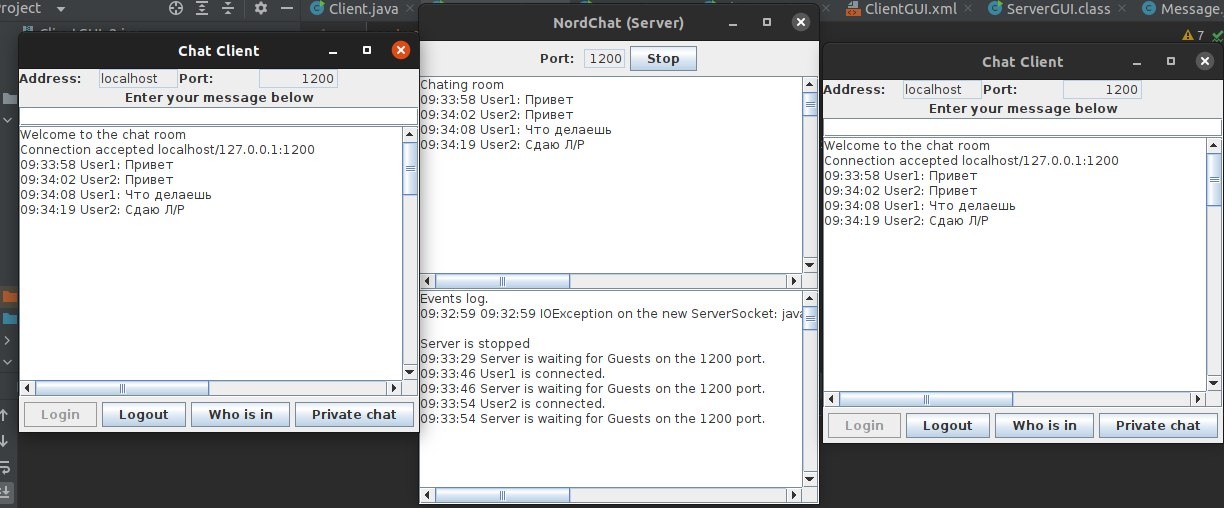 roject
Client.java
ClientGUI.xml
ServerGUI.class
Message.
7
Chat Client
Address: localhost Port: 1200
Enter your message below
Welcome to the chat room
Connection accepted localhost/127.0.0.1:1200
09:33:58 User1: Привет
09:34:02 User2: Привет
09:34:08 User1: Что делаешь
09:34:19 User2: Сдаю Л/Р
Login Logout Who is in Private chat
NordChat (Server)
Port: 1200 Stop
Chating room
09:33:58 User1: Привет
09:34:02 User2: Привет
09:34:08 User1: Что делаешь
09:34:19 User2: Сдаю Л/Р
Events log.
09:32:59 09:32:59 IOException on the new ServerSocket: java
Server is stopped
09:33:29 Server is waiting for Guests on the 1200 port.
09:33:46 User1 is connected.
09:33:46 Server is waiting for Guests on the 1200 port.
09:33:54 User2 is connected.
09:33:54 Server is waiting for Guests on the 1200 port.
Chat Client
Address: localhost Port: 1200
Enter your message below
Welcome to the chat room
Connection accepted localhost/127.0.0.1:1200
09:33:58 User1: Привет
09:34:02 User2: Привет
09:34:08 User1: Что делаешь
09:34:19 User2: Сдаю Л/Р
Login Logout Who is in Private chat